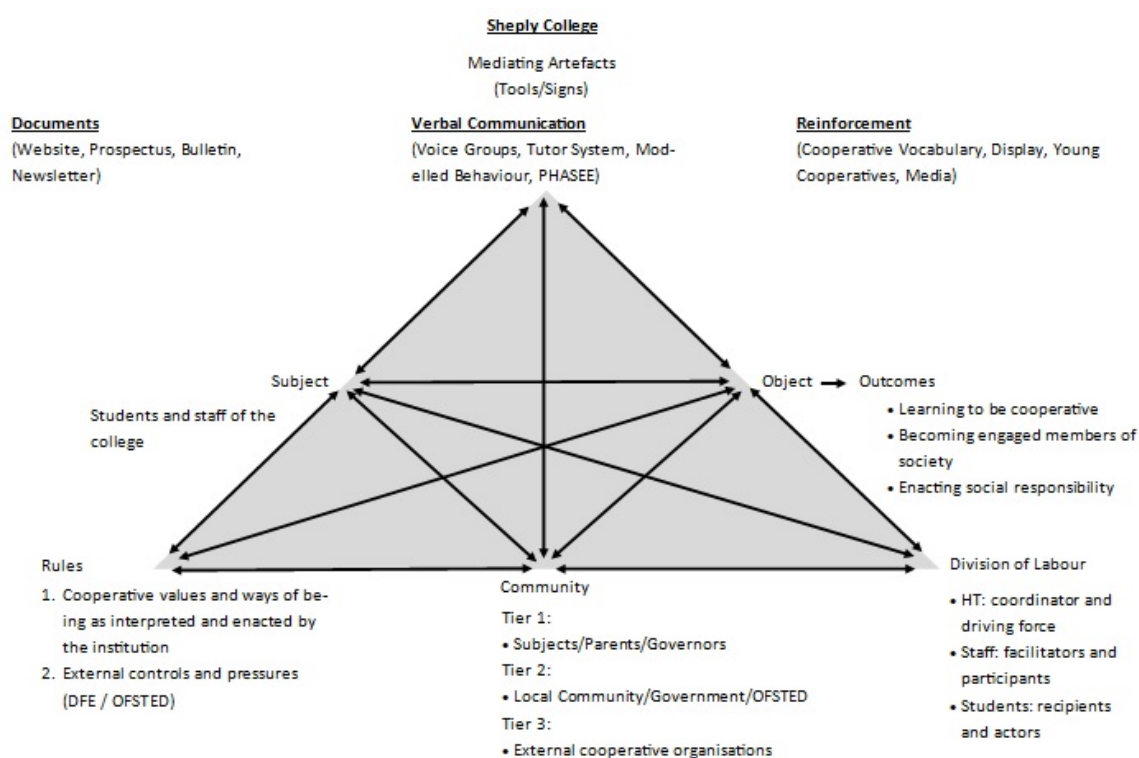 Sheply College
Mediating Artefacts
(Tools/Signs)
Documents
(Website, Prospectus, Bulletin,
Newsletter)
Verbal Communication
(Voice Groups, Tutor System, Mod-
elled Behaviour, PHASEE)
Reinforcement
(Cooperative Vocabulary, Display, Young
Cooperatives, Media)
Subject
Students and staff of the
college
Object
Outcomes
• Learning to be cooperative
• Becoming engaged members of
society
• Enacting social responsibility
Rules
1. Cooperative values and ways of be-
ing as interpreted and enacted by
the institution
2. External controls and pressures
(DFE / OFSTED)
Community
Tier 1:
• Subjects/Parents/Governors
Tier 2:
• Local Community/Government/OFSTED
Tier 3:
• External cooperative organisations
Division of Labour
• HT: coordinator and
driving force
• Staff: facilitators and
participants
• Students: recipients
and actors